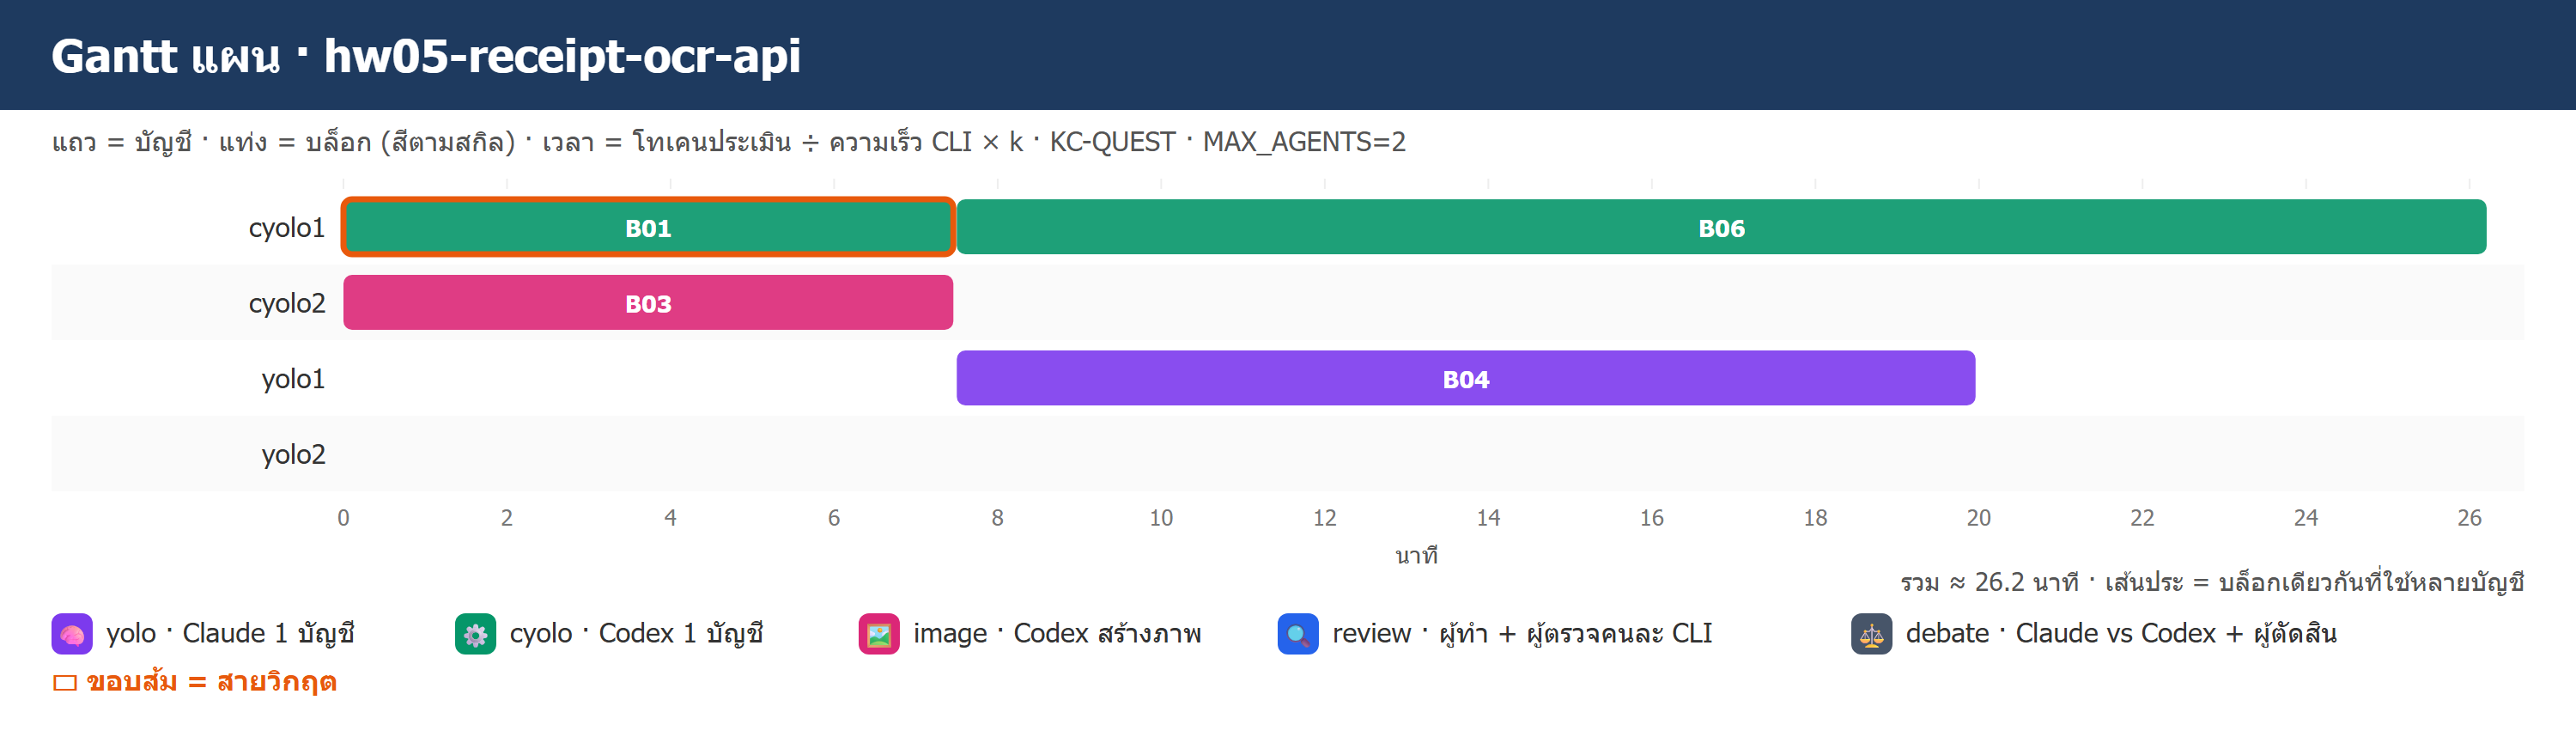 Gantt แผน · hw05-receipt-ocr-api
แถว = บัญชี · แท่ง = บล็อก (สีตามสกิล) · เวลา = โทเคนประเมิน ÷ ความเร็ว CLI × k · KC-QUEST · MAX_AGENTS=2
cyolo1 B01 B06
cyolo2 B03
yolo1 B04
yolo2
0 2 4 6 8 10 12 14 16 18 20 22 24 26
นาที
รวม ≈ 26.2 นาที · เส้นประ = บล็อกเดียวกันที่ใช้หลายบัญชี
yolo · Claude 1 บัญชี cyolo · Codex 1 บัญชี image · Codex สร้างภาพ review · ผู้ทำ + ผู้ตรวจคนละ CLI debate · Claude vs Codex + ผู้ตัดสิน
ขอบส้ม = สายวิกฤต